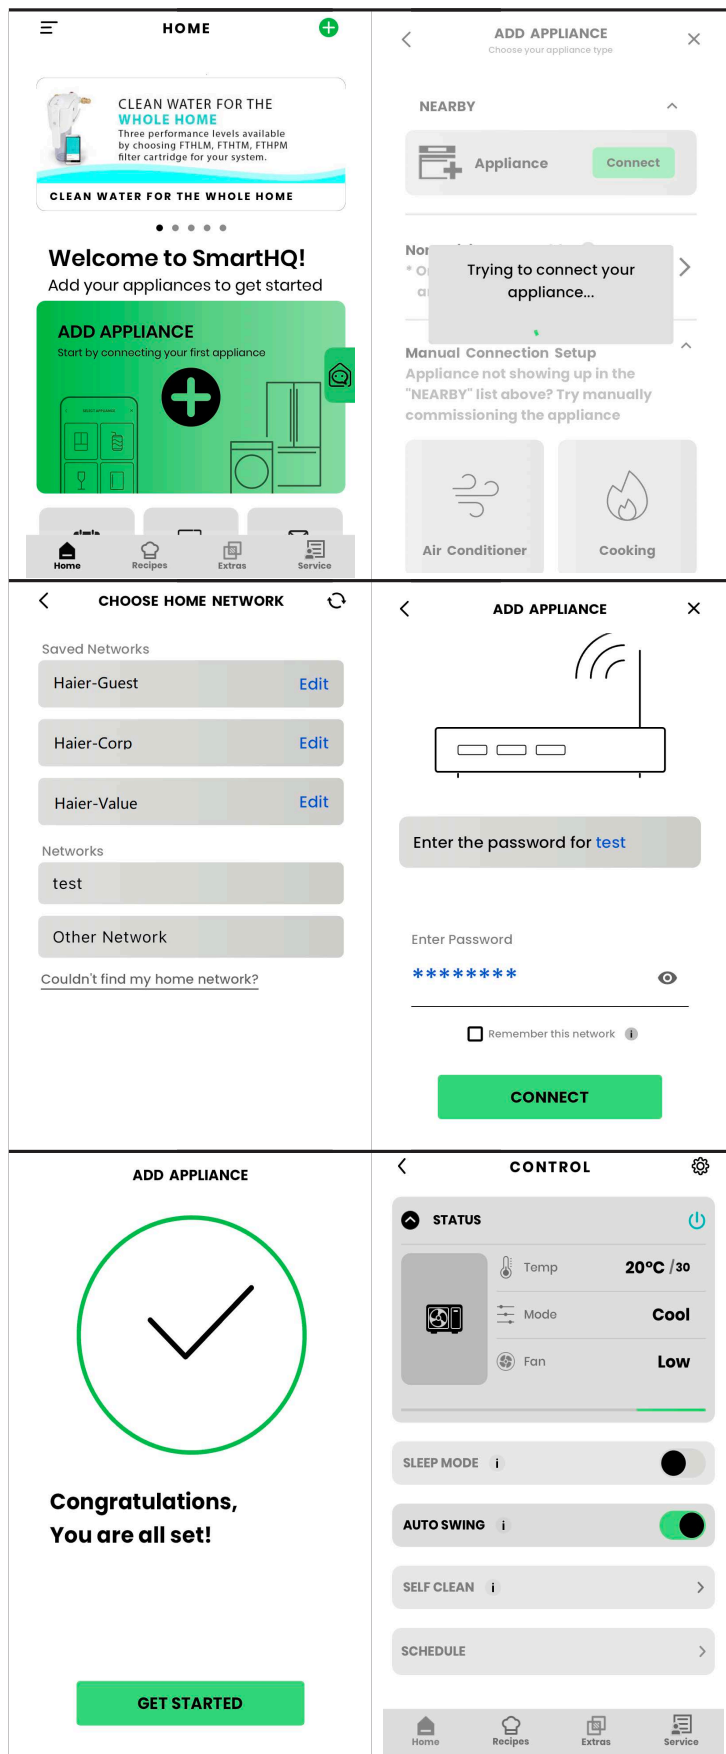 HOME
CLEAN WATER FOR THE
WHOLE HOME
Three performance levels available
by choosing FTHLM, FTHTM, FTHPM
filter cartridge for your system.
CLEAN WATER FOR THE WHOLE HOME
Welcome to SmartHQ!
Add your appliances to get started
ADD APPLIANCE
Start by connecting your first appliance
Home
Recipes
Extras
Service
ADD APPLIANCE
Choose your appliance type
NEARBY
Appliance
Connect
Trying to connect your
appliance...
Manual Connection Setup
Appliance not showing up in the
"NEARBY" list above? Try manually
commissioning the appliance
Air Conditioner
Cooking
CHOOSE HOME NETWORK
Saved Networks
Haier-Guest
Edit
Haier-Corp
Edit
Haier-Value
Edit
Networks
test
Other Network
Couldn't find my home network?
ADD APPLIANCE
Enter the password for test
Enter Password
********
Remember this network i
CONNECT
ADD APPLIANCE
Congratulations,
You are all set!
GET STARTED
CONTROL
STATUS
Temp
20°C /30
Mode
Cool
Fan
Low
SLEEP MODE i
AUTO SWING i
SELF CLEAN i
SCHEDULE
Home
Recipes
Extras
Service